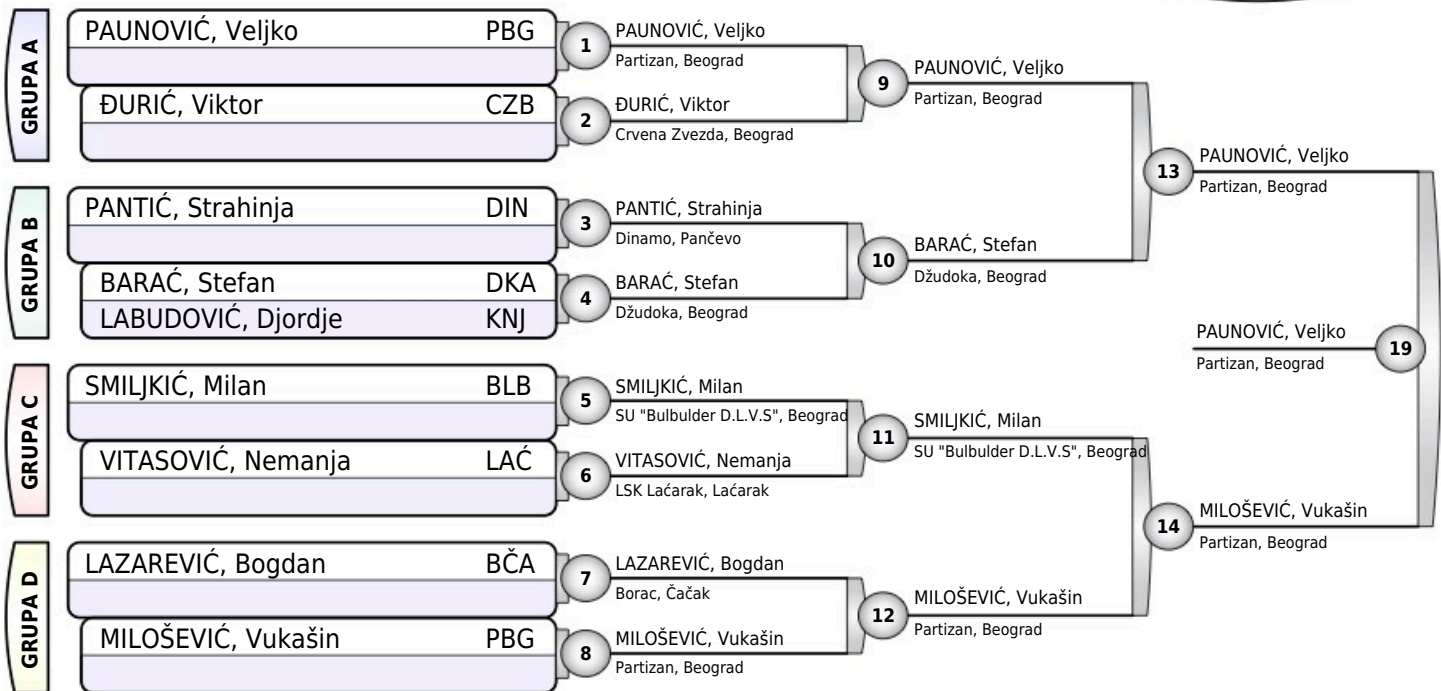 GRUPA A
PAUNOVIĆ, Veljko PBG
ĐURIĆ, Viktor CZB
GRUPA B
PANTIĆ, Strahinja DIN
BARAĆ, Stefan DKA
LABUDOVIĆ, Djordje KNJ
GRUPA C
SMILJKIĆ, Milan BLB
VITASOVIĆ, Nemanja LAĆ
GRUPA D
LAZAREVIĆ, Bogdan BČA
MILOŠEVIĆ, Vukašin PBG
1
PAUNOVIĆ, Veljko
Partizan, Beograd
2
ĐURIĆ, Viktor
Crvena Zvezda, Beograd
3
PANTIĆ, Strahinja
Dinamo, Pančevo
4
BARAĆ, Stefan
Džudoka, Beograd
5
SMILJKIĆ, Milan
SU "Bulbulder D.L.V.S", Beograd
6
VITASOVIĆ, Nemanja
LSK Laćarak, Laćarak
7
LAZAREVIĆ, Bogdan
Borac, Čačak
8
MILOŠEVIĆ, Vukašin
Partizan, Beograd
9
PAUNOVIĆ, Veljko
Partizan, Beograd
10
BARAĆ, Stefan
Džudoka, Beograd
11
SMILJKIĆ, Milan
SU "Bulbulder D.L.V.S", Beograd
12
MILOŠEVIĆ, Vukašin
Partizan, Beograd
13
PAUNOVIĆ, Veljko
Partizan, Beograd
14
MILOŠEVIĆ, Vukašin
Partizan, Beograd
PAUNOVIĆ, Veljko
Partizan, Beograd
19